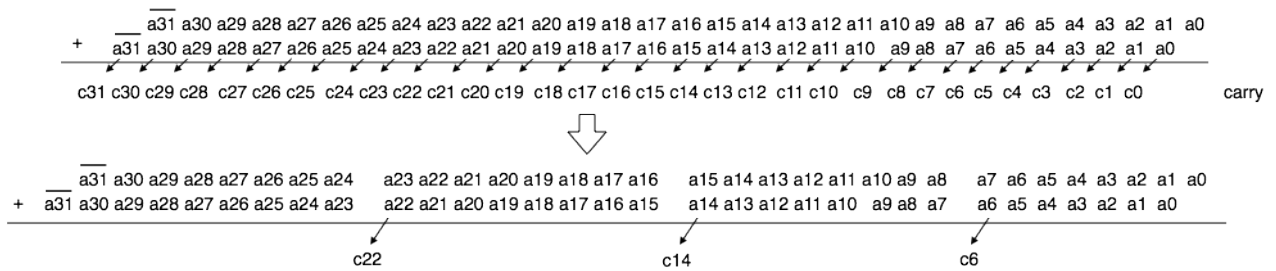 a31 a30 a29 a28 a27 a26 a25 a24 a23 a22 a21 a20 a19 a18 a17 a16 a15 a14 a13 a12 a11 a10 a9 a8 a7 a6 a5 a4 a3 a2 a1 a0
+ a31 a30 a29 a28 a27 a26 a25 a24 a23 a22 a21 a20 a19 a18 a17 a16 a15 a14 a13 a12 a11 a10 a9 a8 a7 a6 a5 a4 a3 a2 a1 a0
c31 c30 c29 c28 c27 c26 c25 c24 c23 c22 c21 c20 c19 c18 c17 c16 c15 c14 c13 c12 c11 c10 c9 c8 c7 c6 c5 c4 c3 c2 c1 c0 carry
a31 a30 a29 a28 a27 a26 a25 a24 a23 a22 a21 a20 a19 a18 a17 a16 a15 a14 a13 a12 a11 a10 a9 a8 a7 a6 a5 a4 a3 a2 a1 a0
+ a31 a30 a29 a28 a27 a26 a25 a24 a23 a22 a21 a20 a19 a18 a17 a16 a15 a14 a13 a12 a11 a10 a9 a8 a7 a6 a5 a4 a3 a2 a1 a0
c22 c14 c6